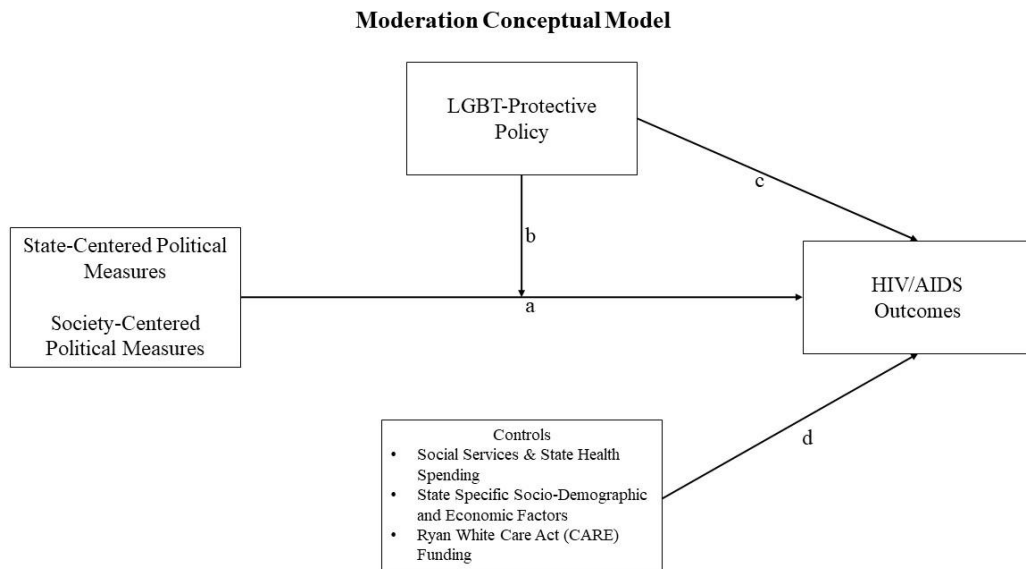 Moderation Conceptual Model
LGBT-Protective
Policy
c
b
State-Centered Political
Measures
Society-Centered
Political Measures
a
HIV/AIDS
Outcomes
d
Controls
• Social Services & State Health
Spending
• State Specific Socio-Demographic
and Economic Factors
• Ryan White Care Act (CARE)
Funding